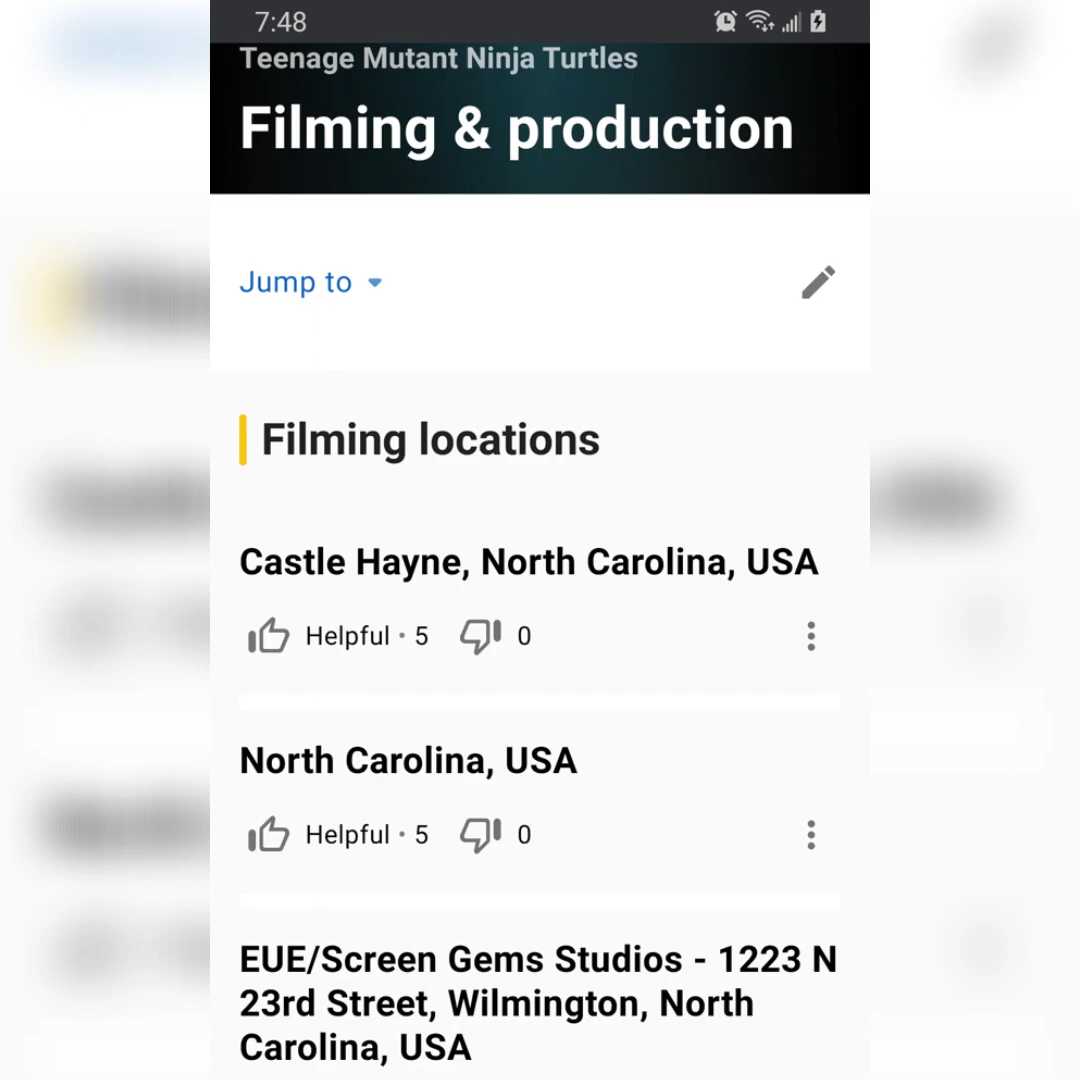 7:48
Teenage Mutant Ninja Turtles
Filming & production
Jump to
Filming locations
Castle Hayne, North Carolina, USA
Helpful • 5 0
North Carolina, USA
Helpful • 5 0
EUE/Screen Gems Studios - 1223 N
23rd Street, Wilmington, North
Carolina, USA